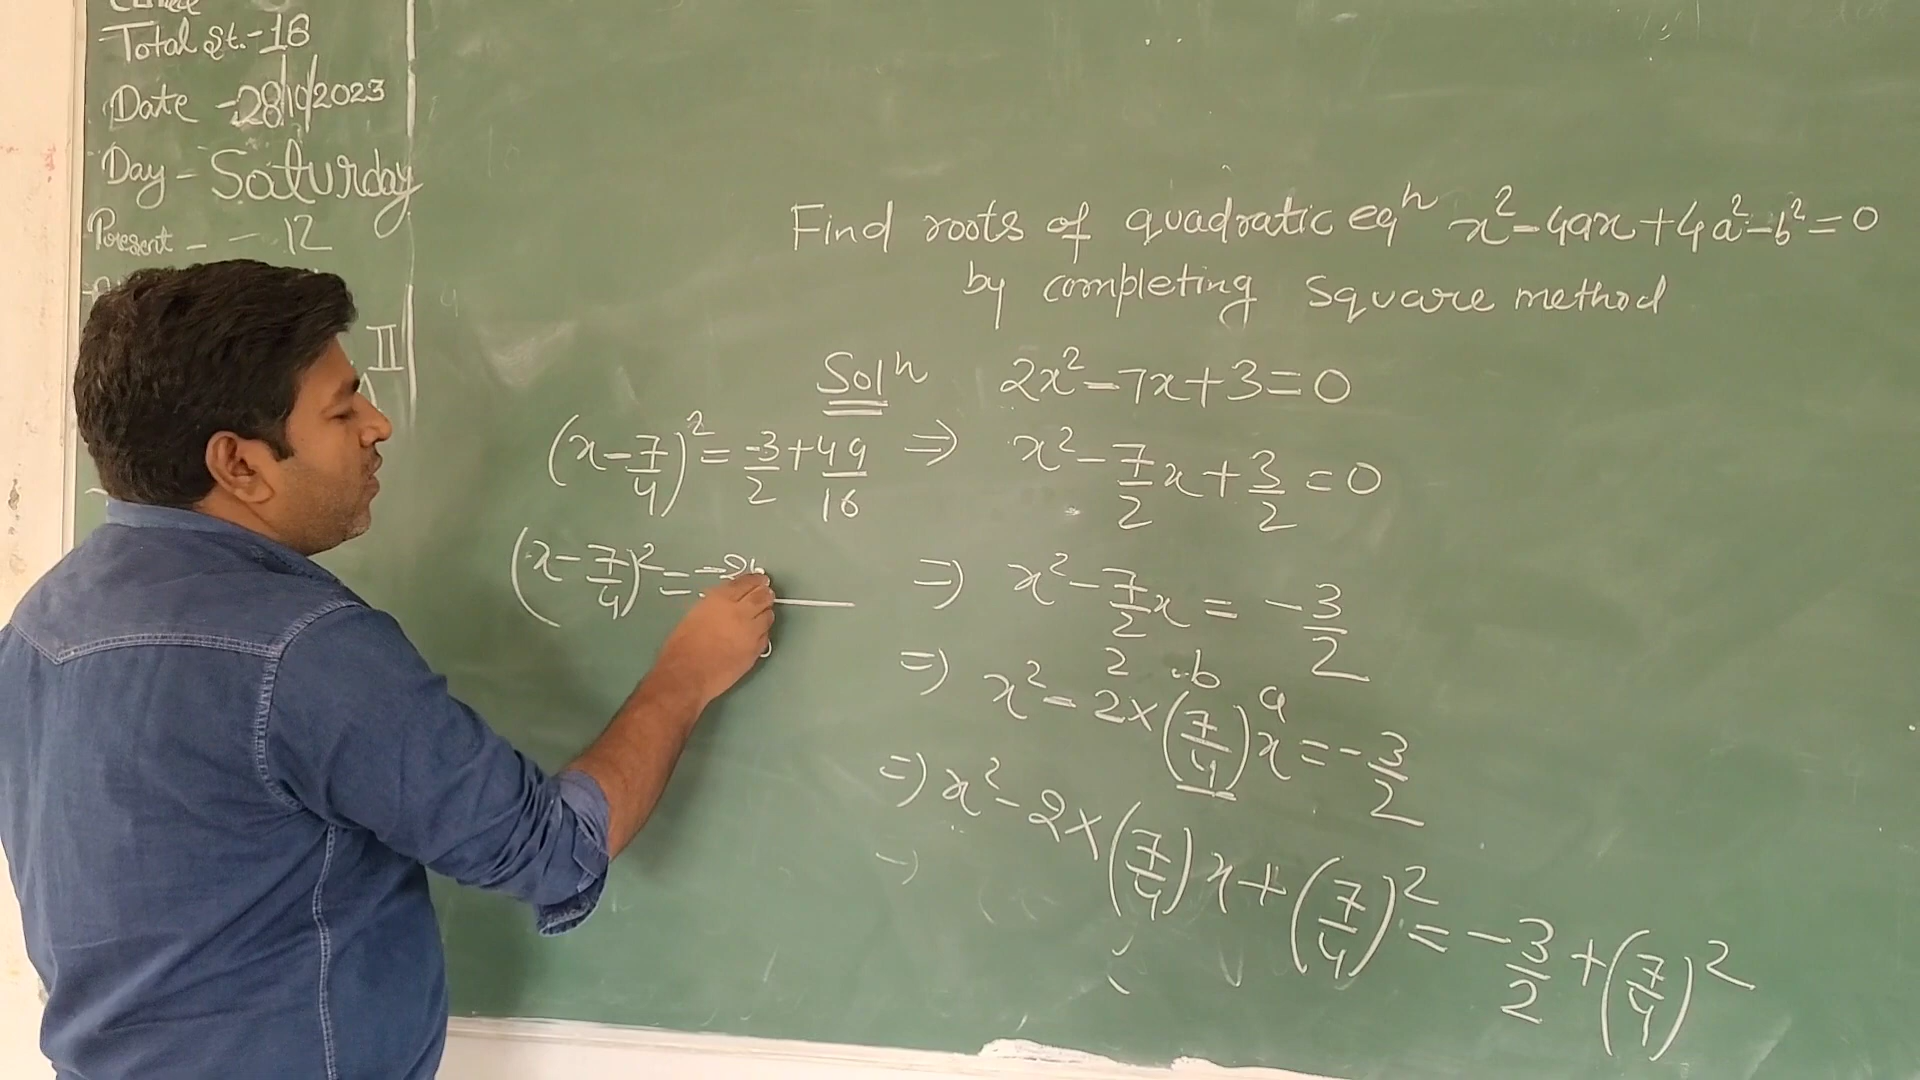 Total St.-18
Date -28/10/2023
Day - Saturday
Present - - 12
II
Find roots of quadratic eqⁿ x²-4ax+4a²-b²=0
by completing square method
Solⁿ 2x²-7x+3=0
⇒ x²-7/2x+3/2=0
⇒ x²-7/2x=-3/2
⇒ x²-2×(7/4)x=-3/2
2 b a
⇒ x²-2×(7/4)x+(7/4)²=-3/2+(7/4)²
(x-7/4)²=-3/2+49/16
(x-7/4)²=